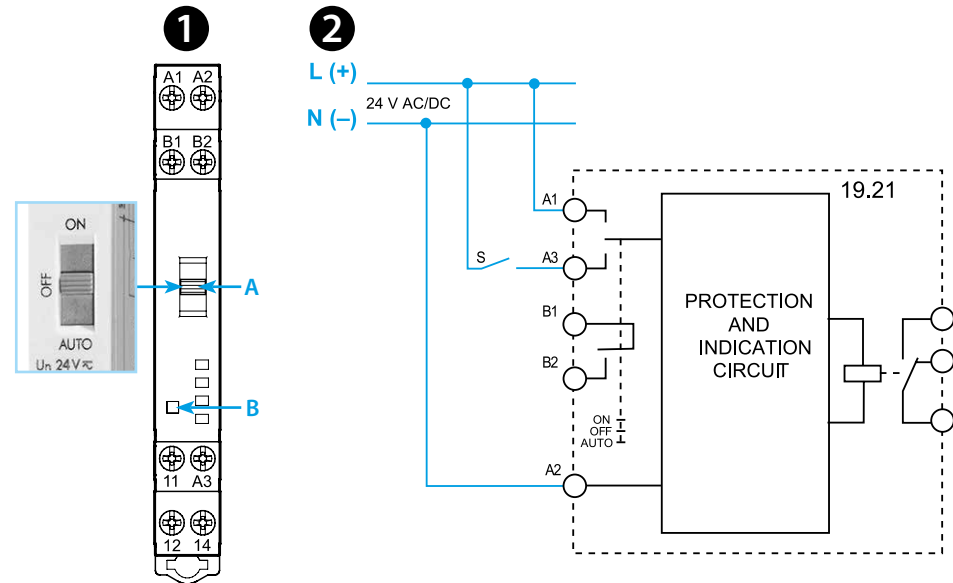 1
A1 A2
B1 B2
ON
OFF
AUTO
Un 24V
A
B
11 A3
12 14
2
L (+)
24 V AC/DC
N (–)
19.21
A1
S
A3
B1
B2
ON
OFF
AUTO
A2
PROTECTION
AND
INDICATION
CIRCUIT